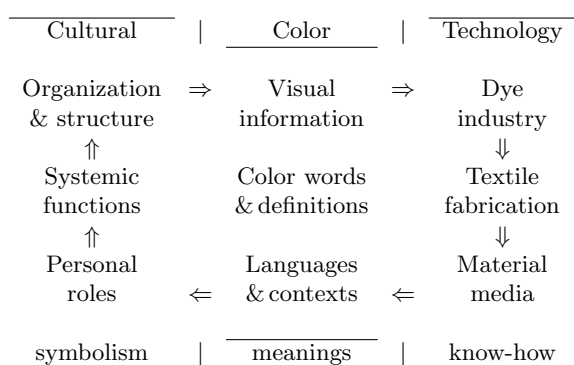 Cultural | Color | Technology
Organization ⇒ Visual ⇒ Dye
& structure information industry
⇑ ⇓
Systemic Color words Textile
functions & definitions fabrication
⇑ ⇓
Personal Languages Material
roles ⇐ & contexts ⇐ media
symbolism | meanings | know-how